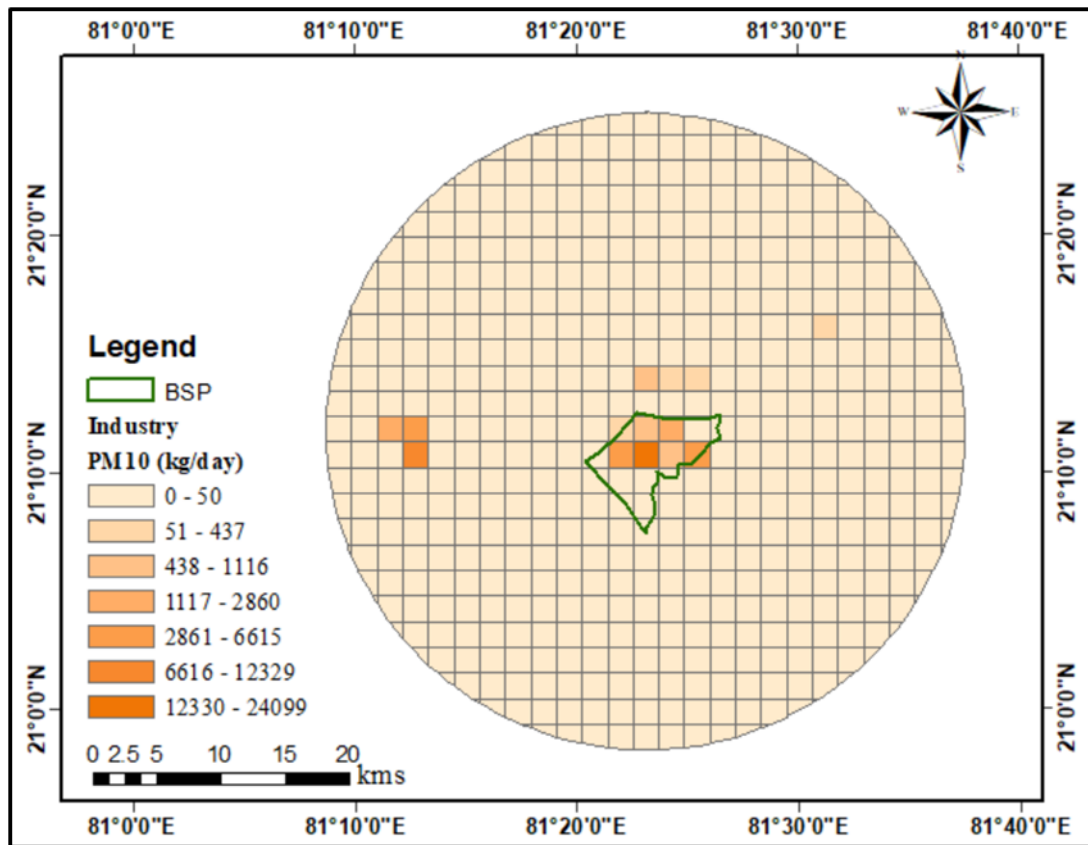 81°0'0"E 81°10'0"E 81°20'0"E 81°30'0"E 81°40'0"E
N
W E
S
21°20'0"N 21°20'0"N
Legend
BSP
Industry
PM10 (kg/day)
0 - 50
51 - 437
438 - 1116
1117 - 2860
2861 - 6615
6616 - 12329
12330 - 24099
21°10'0"N 21°10'0"N
21°0'0"N 21°0'0"N
0 2.5 5 10 15 20
kms
81°0'0"E 81°10'0"E 81°20'0"E 81°30'0"E 81°40'0"E